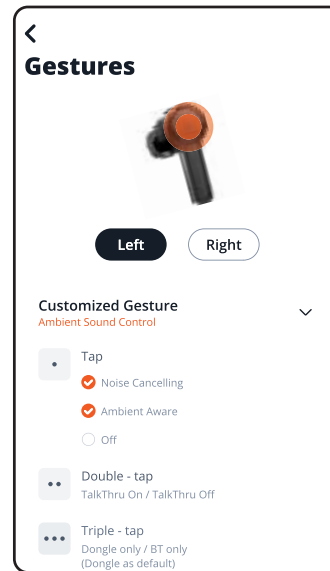 Gestures
Left
Right
Customized Gesture
Ambient Sound Control
Tap
Noise Cancelling
Ambient Aware
Off
Double - tap
TalkThru On / TalkThru Off
Triple - tap
Dongle only / BT only
(Dongle as default)